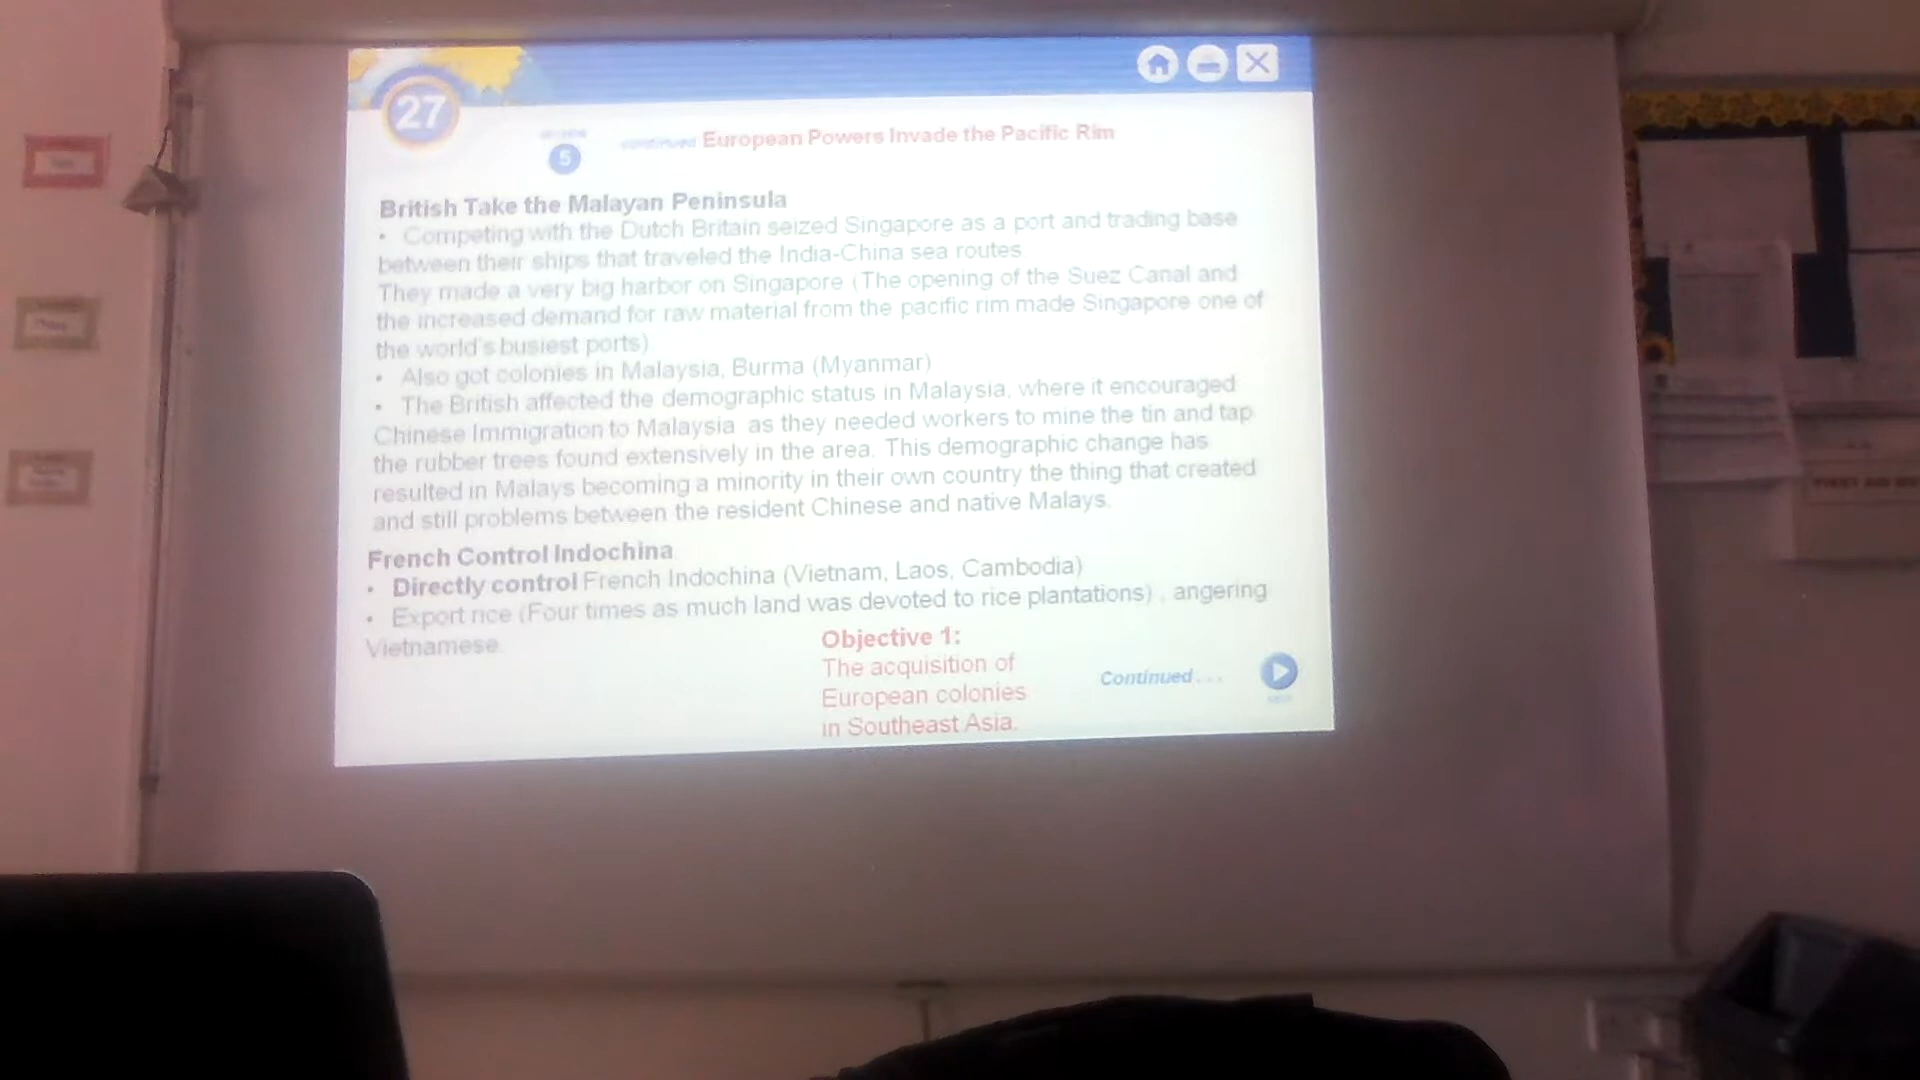 27
5
continued European Powers Invade the Pacific Rim
British Take the Malayan Peninsula
• Competing with the Dutch Britain seized Singapore as a port and trading base
between their ships that traveled the India-China sea routes
They made a very big harbor on Singapore (The opening of the Suez Canal and
the increased demand for raw material from the pacific rim made Singapore one of
the world's busiest ports)
• Also got colonies in Malaysia, Burma (Myanmar)
• The British affected the demographic status in Malaysia, where it encouraged
Chinese Immigration to Malaysia as they needed workers to mine the tin and tap
the rubber trees found extensively in the area. This demographic change has
resulted in Malays becoming a minority in their own country the thing that created
and still problems between the resident Chinese and native Malays.
French Control Indochina
• Directly control French Indochina (Vietnam, Laos, Cambodia)
• Export rice (Four times as much land was devoted to rice plantations) , angering
Vietnamese
Objective 1:
The acquisition of
European colonies
in Southeast Asia.
Continued . . .